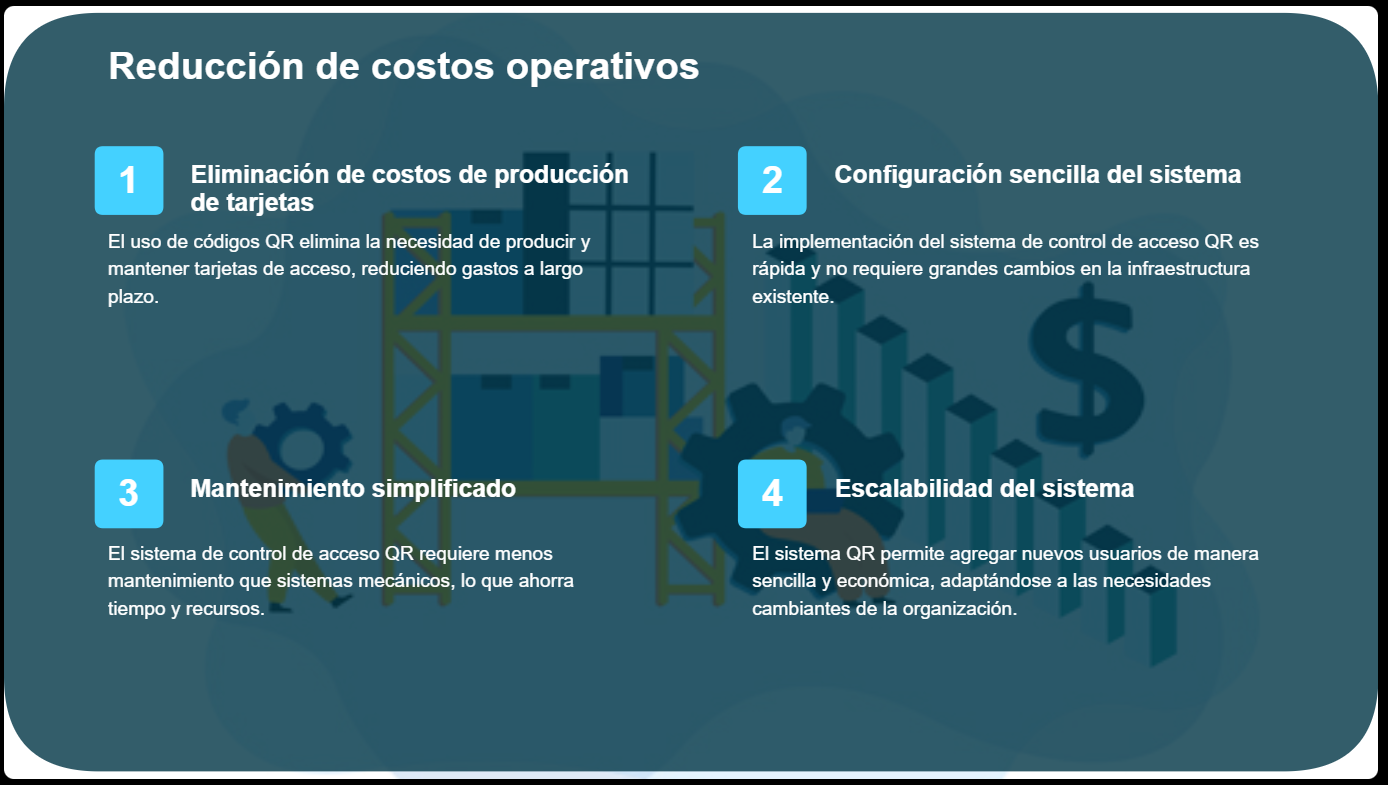 Reducción de costos operativos
1
Eliminación de costos de producción
de tarjetas
El uso de códigos QR elimina la necesidad de producir y
mantener tarjetas de acceso, reduciendo gastos a largo
plazo.
2
Configuración sencilla del sistema
La implementación del sistema de control de acceso QR es
rápida y no requiere grandes cambios en la infraestructura
existente.
3
Mantenimiento simplificado
El sistema de control de acceso QR requiere menos
mantenimiento que sistemas mecánicos, lo que ahorra
tiempo y recursos.
4
Escalabilidad del sistema
El sistema QR permite agregar nuevos usuarios de manera
sencilla y económica, adaptándose a las necesidades
cambiantes de la organización.
$